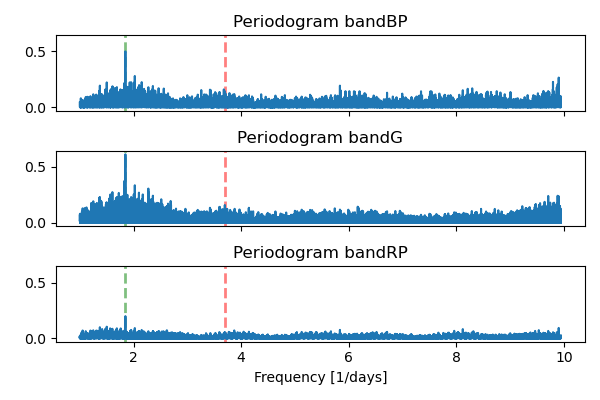 Periodogram bandBP
0.5
0.0
Periodogram bandG
0.5
0.0
Periodogram bandRP
0.5
0.0
2 4 6 8 10
Frequency [1/days]